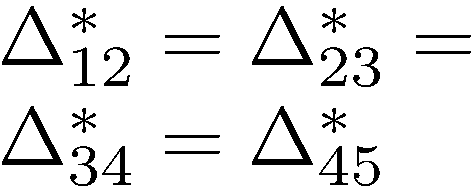 Δ*₁₂ = Δ*₂₃ =
Δ*₃₄ = Δ*₄₅